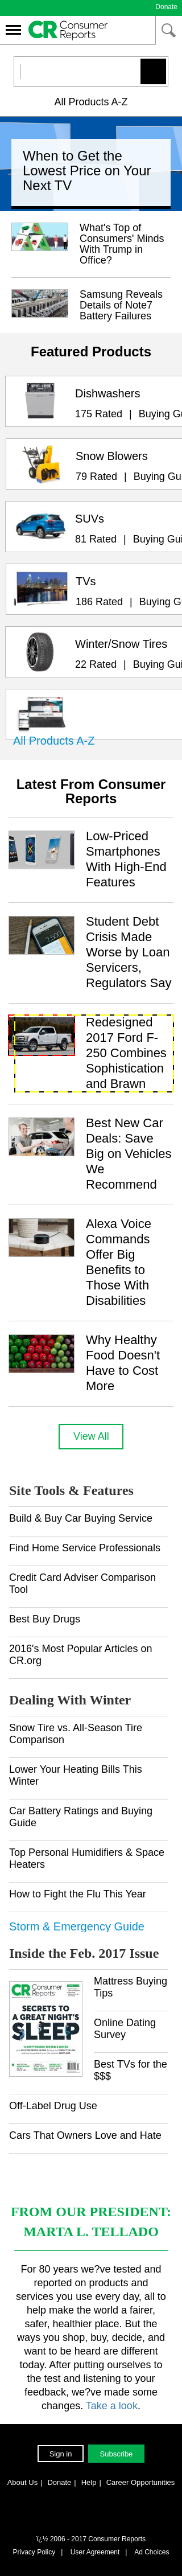 Donate
CR Consumer
Reports
All Products A-Z
When to Get the
Lowest Price on Your
Next TV
What's Top of
Consumers' Minds
With Trump in
Office?
Samsung Reveals
Details of Note7
Battery Failures
Featured Products
Dishwashers
175 Rated | Buying Gu
Snow Blowers
79 Rated | Buying Gui
SUVs
81 Rated | Buying Guid
TVs
186 Rated | Buying G
Winter/Snow Tires
22 Rated | Buying Guid
All Products A-Z
Latest From Consumer
Reports
Low-Priced
Smartphones
With High-End
Features
Student Debt
Crisis Made
Worse by Loan
Servicers,
Regulators Say
Redesigned
2017 Ford F-
250 Combines
Sophistication
and Brawn
Best New Car
Deals: Save
Big on Vehicles
We
Recommend
Alexa Voice
Commands
Offer Big
Benefits to
Those With
Disabilities
Why Healthy
Food Doesn't
Have to Cost
More
View All
Site Tools & Features
Build & Buy Car Buying Service
Find Home Service Professionals
Credit Card Adviser Comparison
Tool
Best Buy Drugs
2016's Most Popular Articles on
CR.org
Dealing With Winter
Snow Tire vs. All-Season Tire
Comparison
Lower Your Heating Bills This
Winter
Car Battery Ratings and Buying
Guide
Top Personal Humidifiers & Space
Heaters
How to Fight the Flu This Year
Storm & Emergency Guide
Inside the Feb. 2017 Issue
CR Consumer
Reports
SECRETS TO
A GREAT NIGHT'S
SLEEP
Mattress Buying
Tips
Online Dating
Survey
Best TVs for the
$$$
Off-Label Drug Use
Cars That Owners Love and Hate
FROM OUR PRESIDENT:
MARTA L. TELLADO
For 80 years we?ve tested and
reported on products and
services you use every day, all to
help make the world a fairer,
safer, healthier place. But the
ways you shop, buy, decide, and
want to be heard are different
today. After putting ourselves to
the test and listening to your
feedback, we?ve made some
changes. Take a look.
Sign in
Subscribe
About Us | Donate | Help | Career Opportunities
ï¿½ 2006 - 2017 Consumer Reports
Privacy Policy | User Agreement | Ad Choices